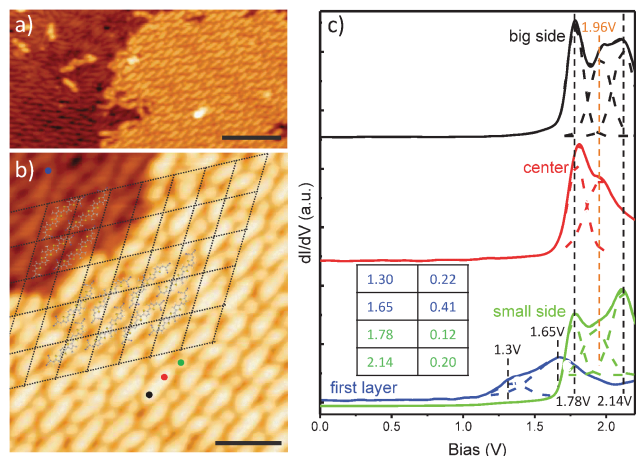 a)
b)
c)
dI/dV (a.u.)
big side
1.96V
center
1.30 0.22
1.65 0.41
1.78 0.12
2.14 0.20
small side
1.65V
1.3V
first layer
1.78V
2.14V
0.0 0.5 1.0 1.5 2.0
Bias (V)